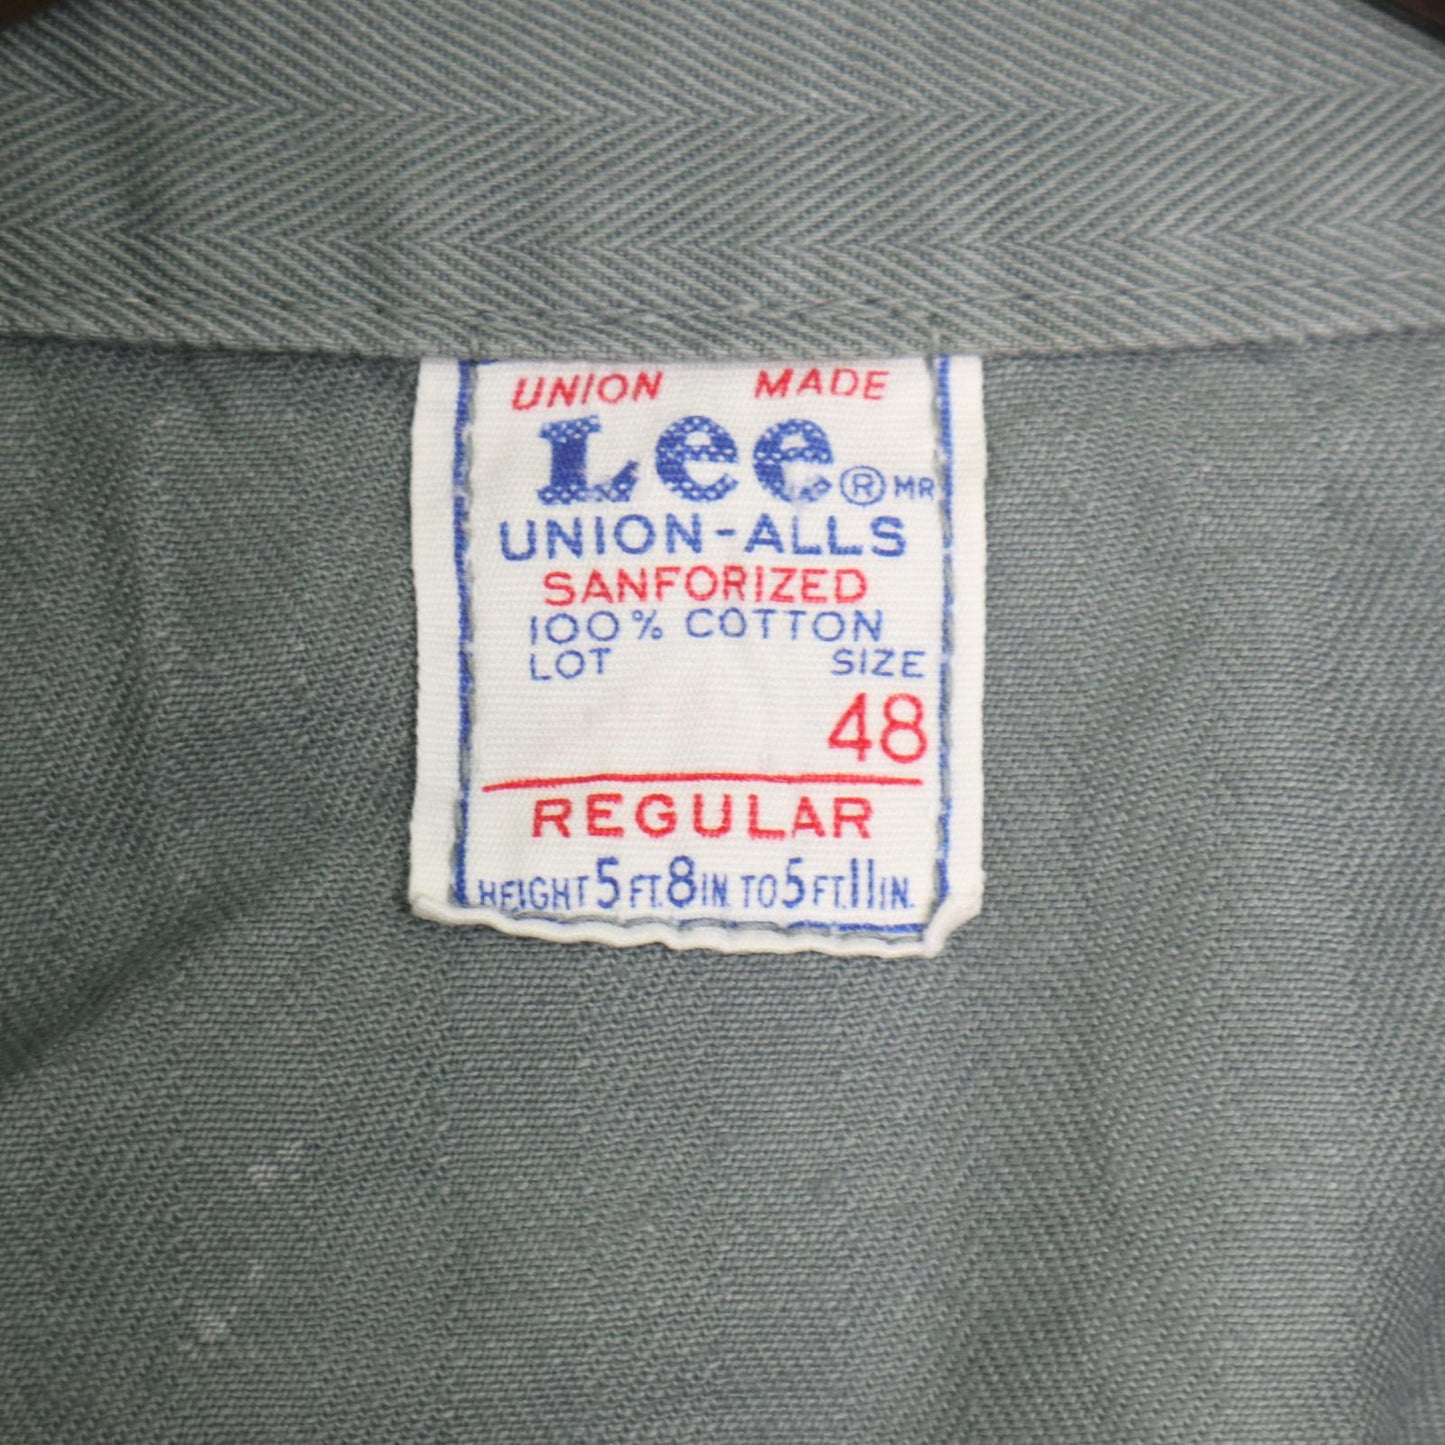 UNION MADE
Lee ® MR
UNION-ALLS
SANFORIZED
100% COTTON
LOT SIZE
48
REGULAR
HEIGHT 5 FT. 8 IN. TO 5 FT. 11 IN.